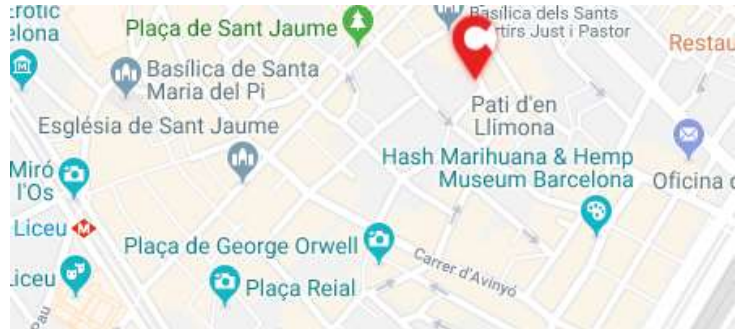 Erotic
elona
Plaça de Sant Jaume
Basílica dels Sants
rtirs Just i Pastor
Restau
Basílica de Santa
Maria del Pi
Pati d'en
Llimona
Església de Sant Jaume
Hash Marihuana & Hemp
Museum Barcelona
Oficina d
Miró
l'Os
Liceu
M
Plaça de George Orwell
Carrer d'Avinyó
Liceu
Plaça Reial
Pau